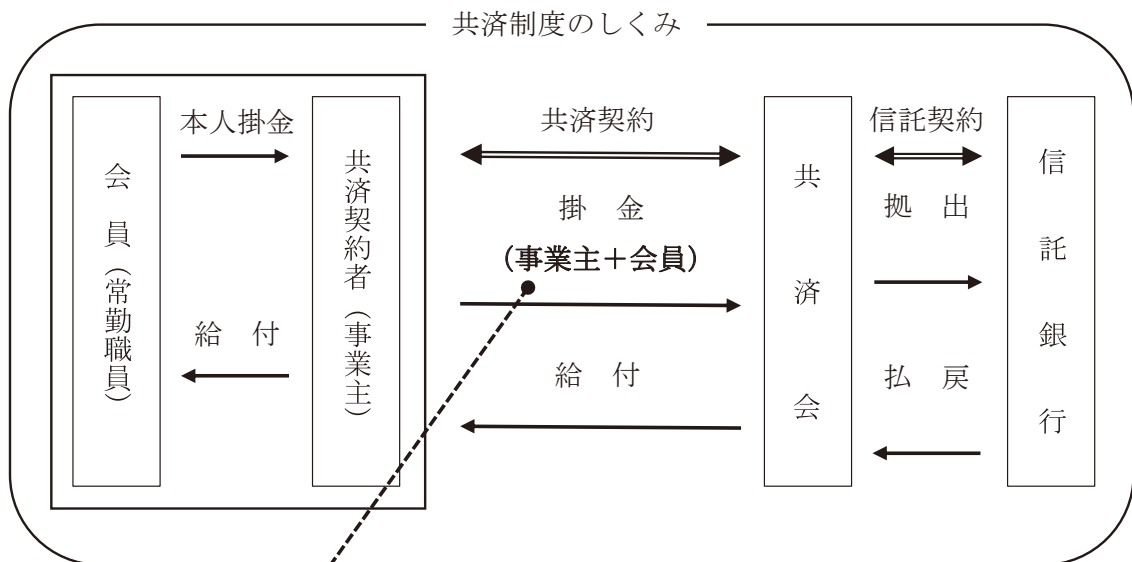 共済制度のしくみ
会員（常勤職員）
本人掛金
給　付
共済契約者（事業主）
共済契約
掛　金
（事業主＋会員）
給　付
共　済　会
信託契約
拠　出
払　戻
信　託　銀　行